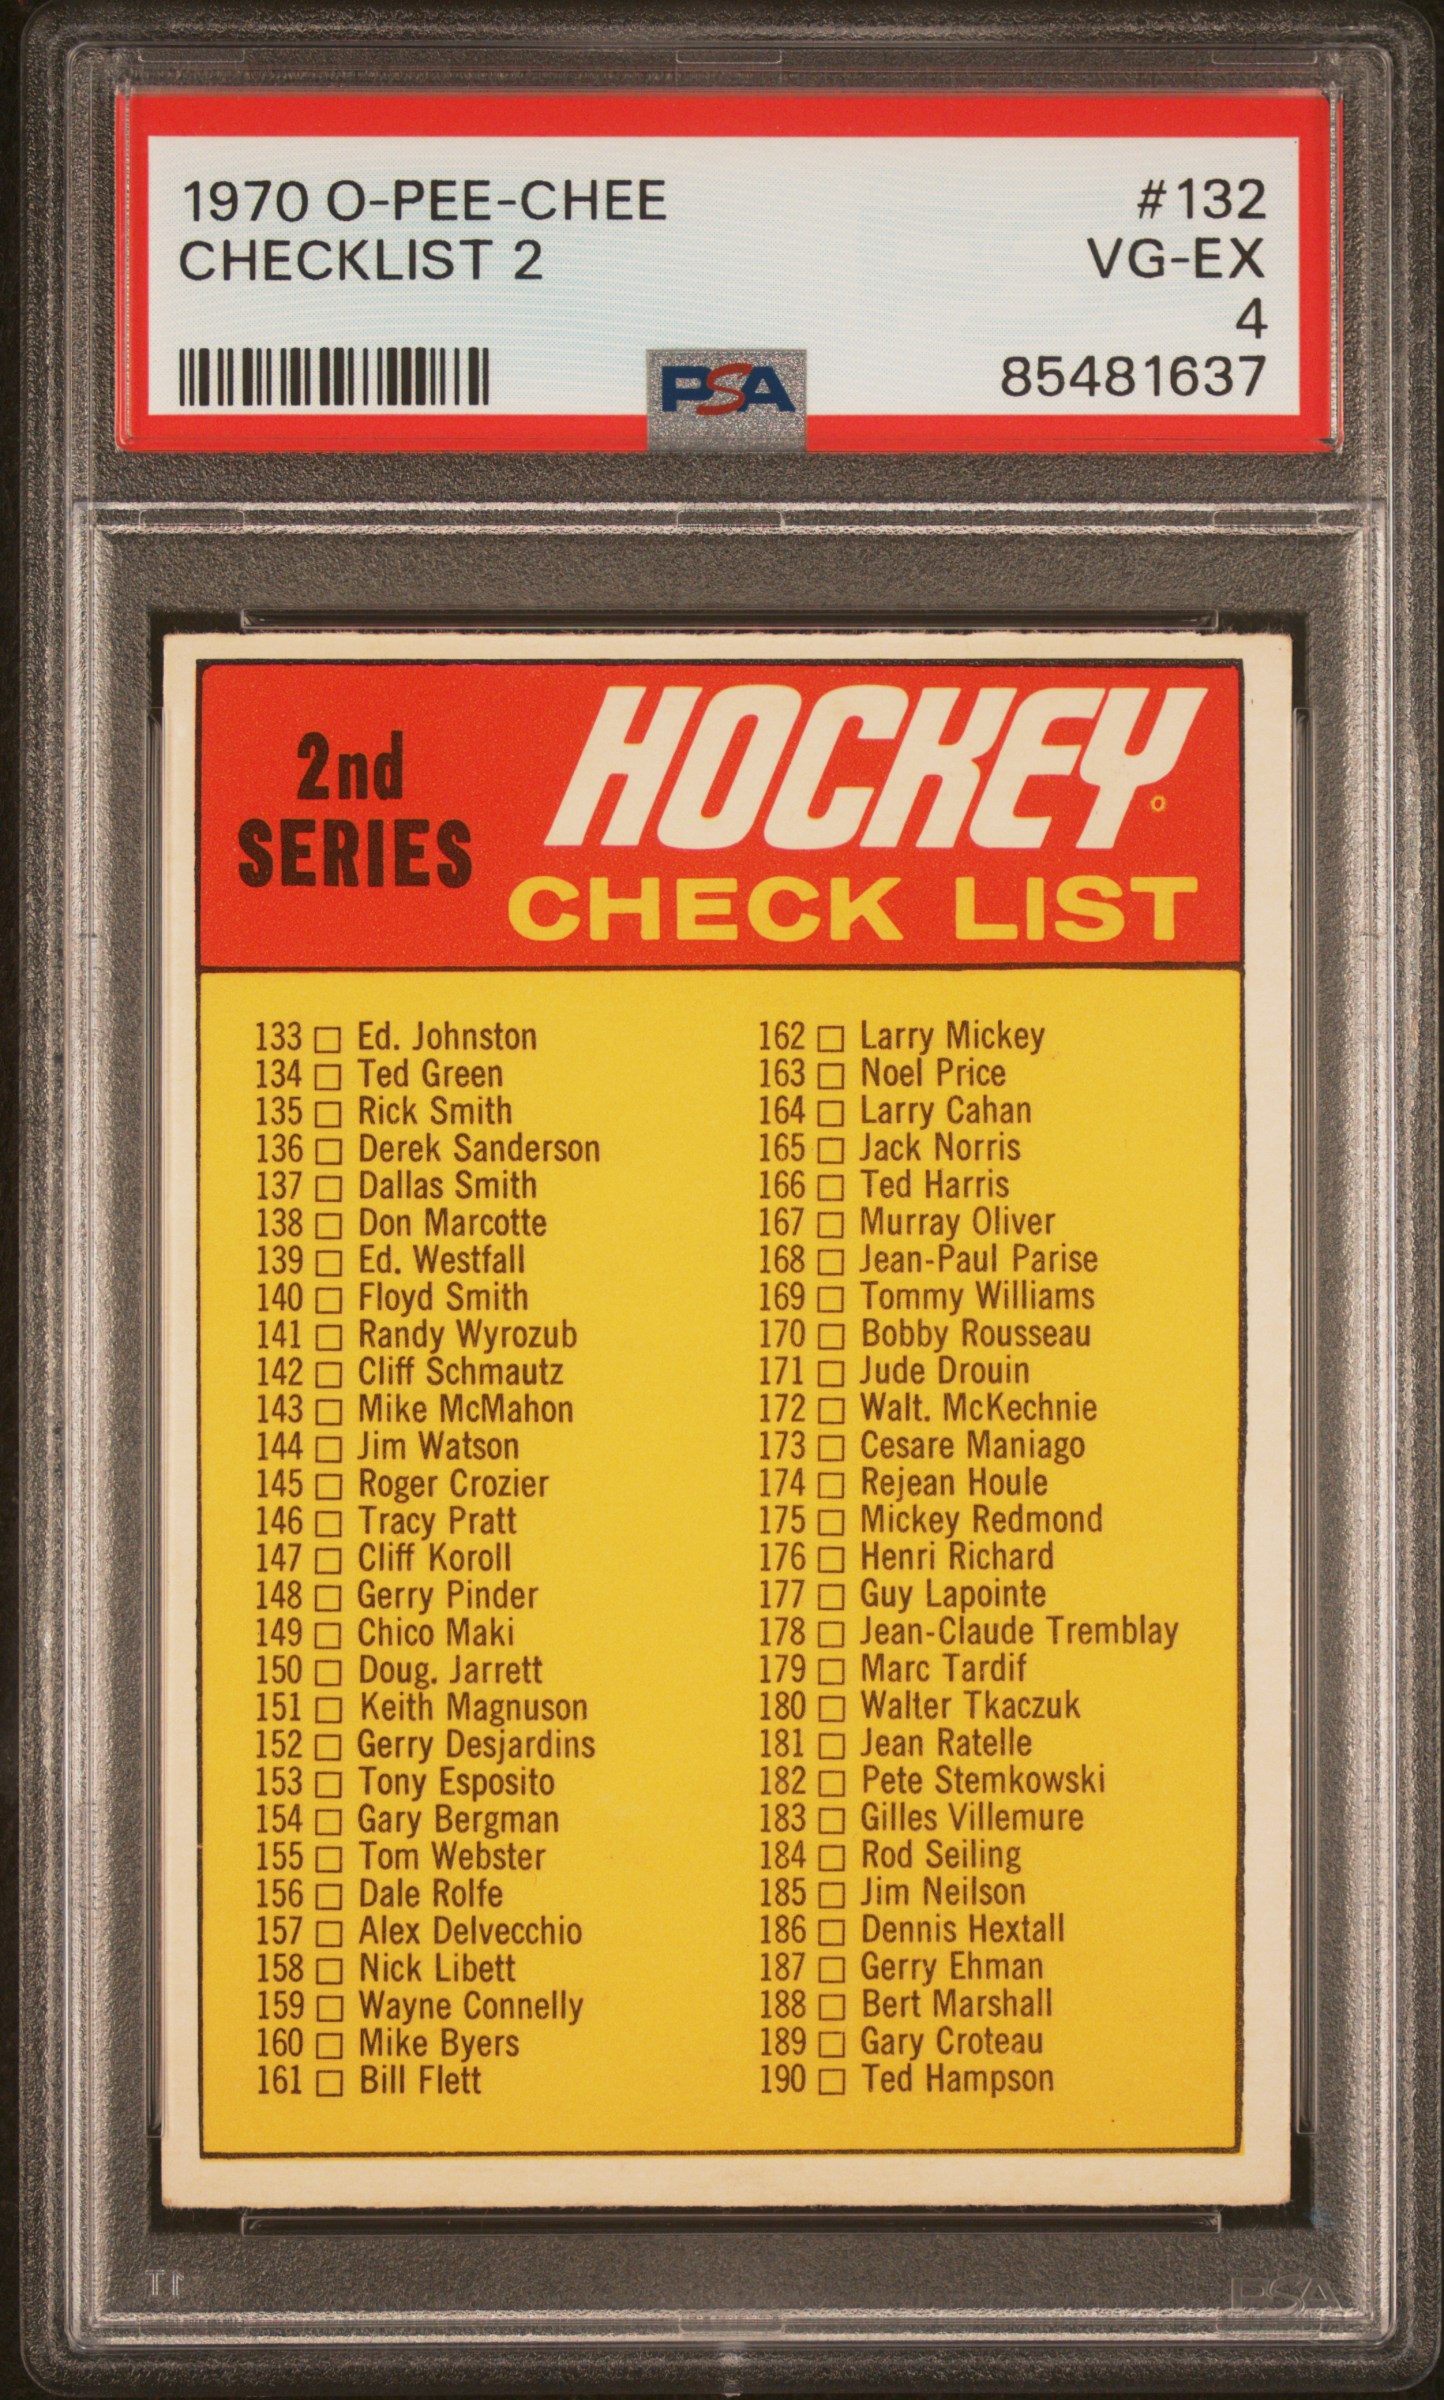 1970 O-PEE-CHEE #132
CHECKLIST 2 VG-EX
4
PSA 85481637
2nd
SERIES
HOCKEY
CHECK LIST
133 Ed. Johnston
134 Ted Green
135 Rick Smith
136 Derek Sanderson
137 Dallas Smith
138 Don Marcotte
139 Ed. Westfall
140 Floyd Smith
141 Randy Wyrozub
142 Cliff Schmautz
143 Mike McMahon
144 Jim Watson
145 Roger Crozier
146 Tracy Pratt
147 Cliff Koroll
148 Gerry Pinder
149 Chico Maki
150 Doug. Jarrett
151 Keith Magnuson
152 Gerry Desjardins
153 Tony Esposito
154 Gary Bergman
155 Tom Webster
156 Dale Rolfe
157 Alex Delvecchio
158 Nick Libett
159 Wayne Connelly
160 Mike Byers
161 Bill Flett
162 Larry Mickey
163 Noel Price
164 Larry Cahan
165 Jack Norris
166 Ted Harris
167 Murray Oliver
168 Jean-Paul Parise
169 Tommy Williams
170 Bobby Rousseau
171 Jude Drouin
172 Walt. McKechnie
173 Cesare Maniago
174 Rejean Houle
175 Mickey Redmond
176 Henri Richard
177 Guy Lapointe
178 Jean-Claude Tremblay
179 Marc Tardif
180 Walter Tkaczuk
181 Jean Ratelle
182 Pete Stemkowski
183 Gilles Villemure
184 Rod Seiling
185 Jim Neilson
186 Dennis Hextall
187 Gerry Ehman
188 Bert Marshall
189 Gary Croteau
190 Ted Hampson
PSA